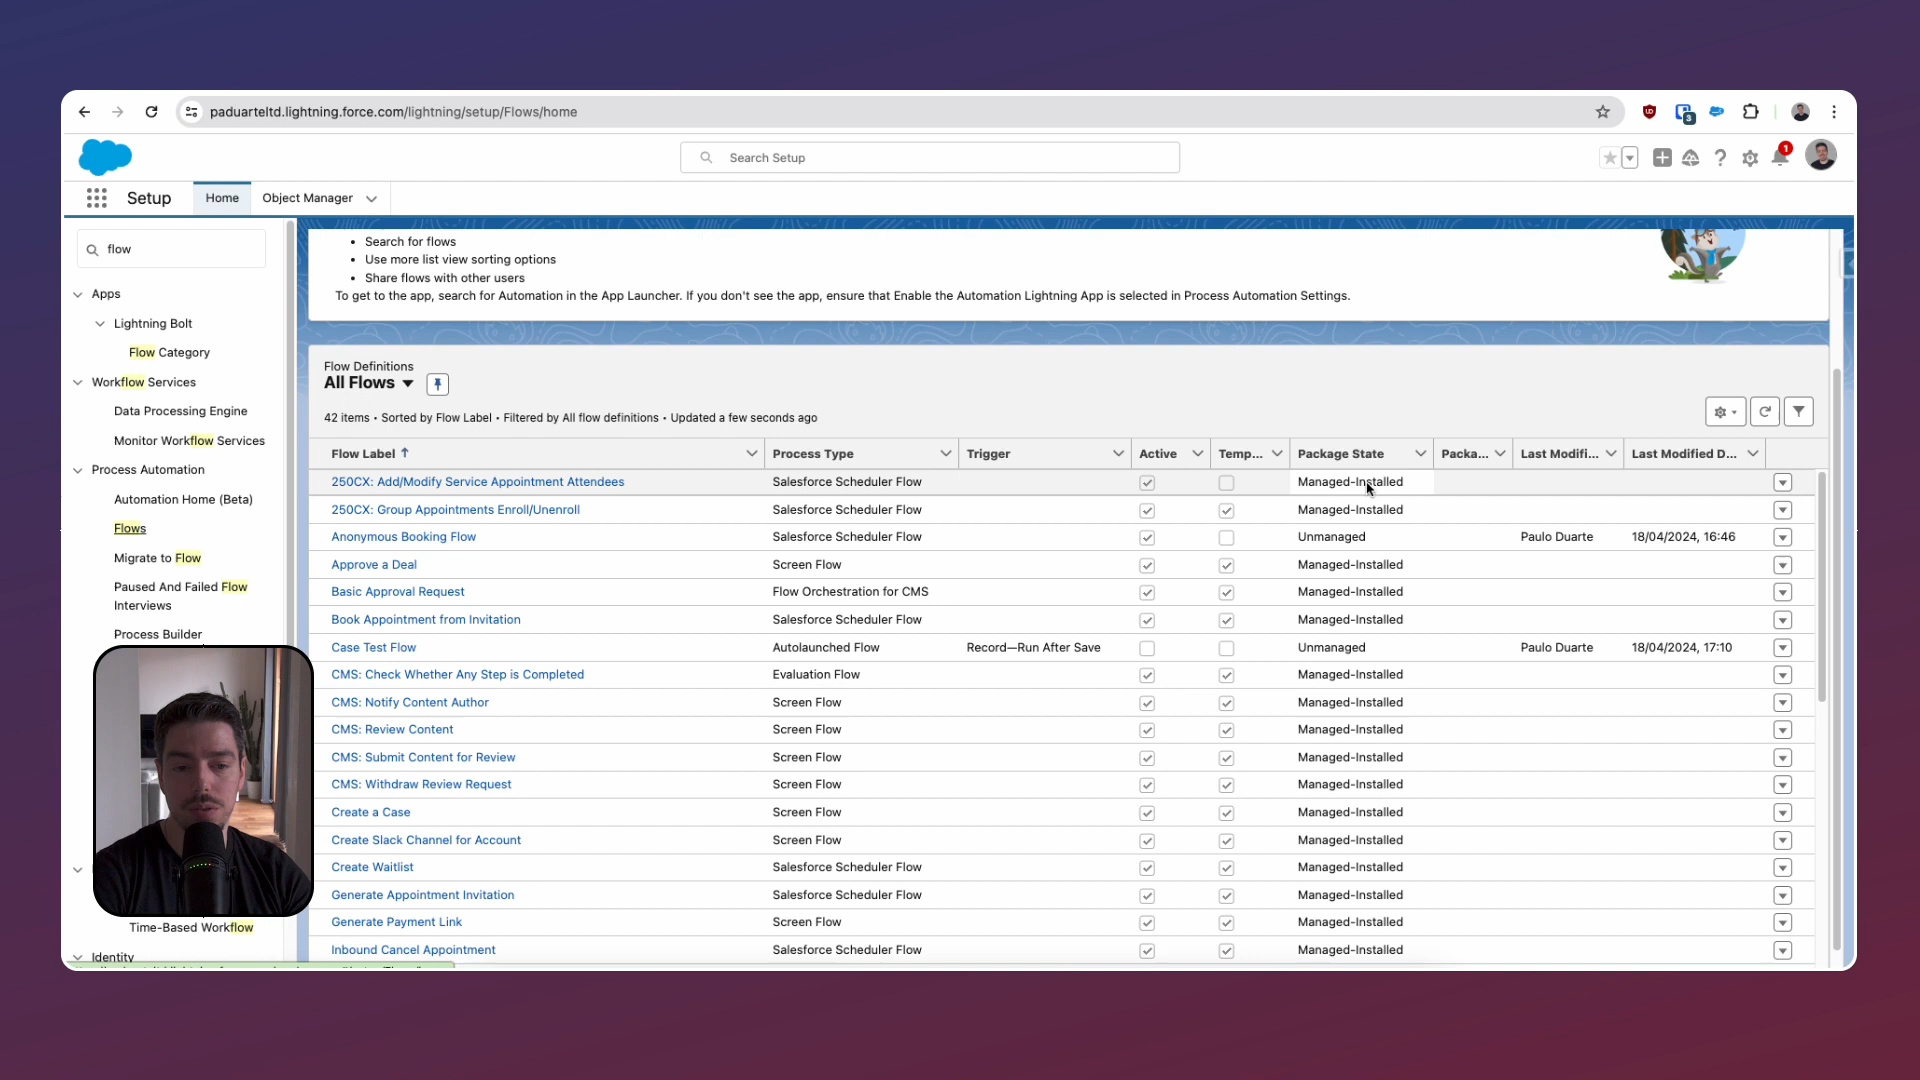 paduarteltd.lightning.force.com/lightning/setup/Flows/home
3
Search Setup
1
Setup
Home
Object Manager
flow
Apps
Lightning Bolt
Flow Category
Workflow Services
Data Processing Engine
Monitor Workflow Services
Process Automation
Automation Home (Beta)
Flows
Migrate to Flow
Paused And Failed Flow
Interviews
Process Builder
Time-Based Workflow
Identity
• Search for flows
• Use more list view sorting options
• Share flows with other users
To get to the app, search for Automation in the App Launcher. If you don't see the app, ensure that Enable the Automation Lightning App is selected in Process Automation Settings.
Flow Definitions
All Flows
42 items • Sorted by Flow Label • Filtered by All flow definitions • Updated a few seconds ago
Flow Label Process Type Trigger Active Temp... Package State Packa... Last Modifi... Last Modified D...
250CX: Add/Modify Service Appointment Attendees Salesforce Scheduler Flow Managed-Installed
250CX: Group Appointments Enroll/Unenroll Salesforce Scheduler Flow Managed-Installed
Anonymous Booking Flow Salesforce Scheduler Flow Unmanaged Paulo Duarte 18/04/2024, 16:46
Approve a Deal Screen Flow Managed-Installed
Basic Approval Request Flow Orchestration for CMS Managed-Installed
Book Appointment from Invitation Salesforce Scheduler Flow Managed-Installed
Case Test Flow Autolaunched Flow Record—Run After Save Unmanaged Paulo Duarte 18/04/2024, 17:10
CMS: Check Whether Any Step is Completed Evaluation Flow Managed-Installed
CMS: Notify Content Author Screen Flow Managed-Installed
CMS: Review Content Screen Flow Managed-Installed
CMS: Submit Content for Review Screen Flow Managed-Installed
CMS: Withdraw Review Request Screen Flow Managed-Installed
Create a Case Screen Flow Managed-Installed
Create Slack Channel for Account Screen Flow Managed-Installed
Create Waitlist Salesforce Scheduler Flow Managed-Installed
Generate Appointment Invitation Salesforce Scheduler Flow Managed-Installed
Generate Payment Link Screen Flow Managed-Installed
Inbound Cancel Appointment Salesforce Scheduler Flow Managed-Installed